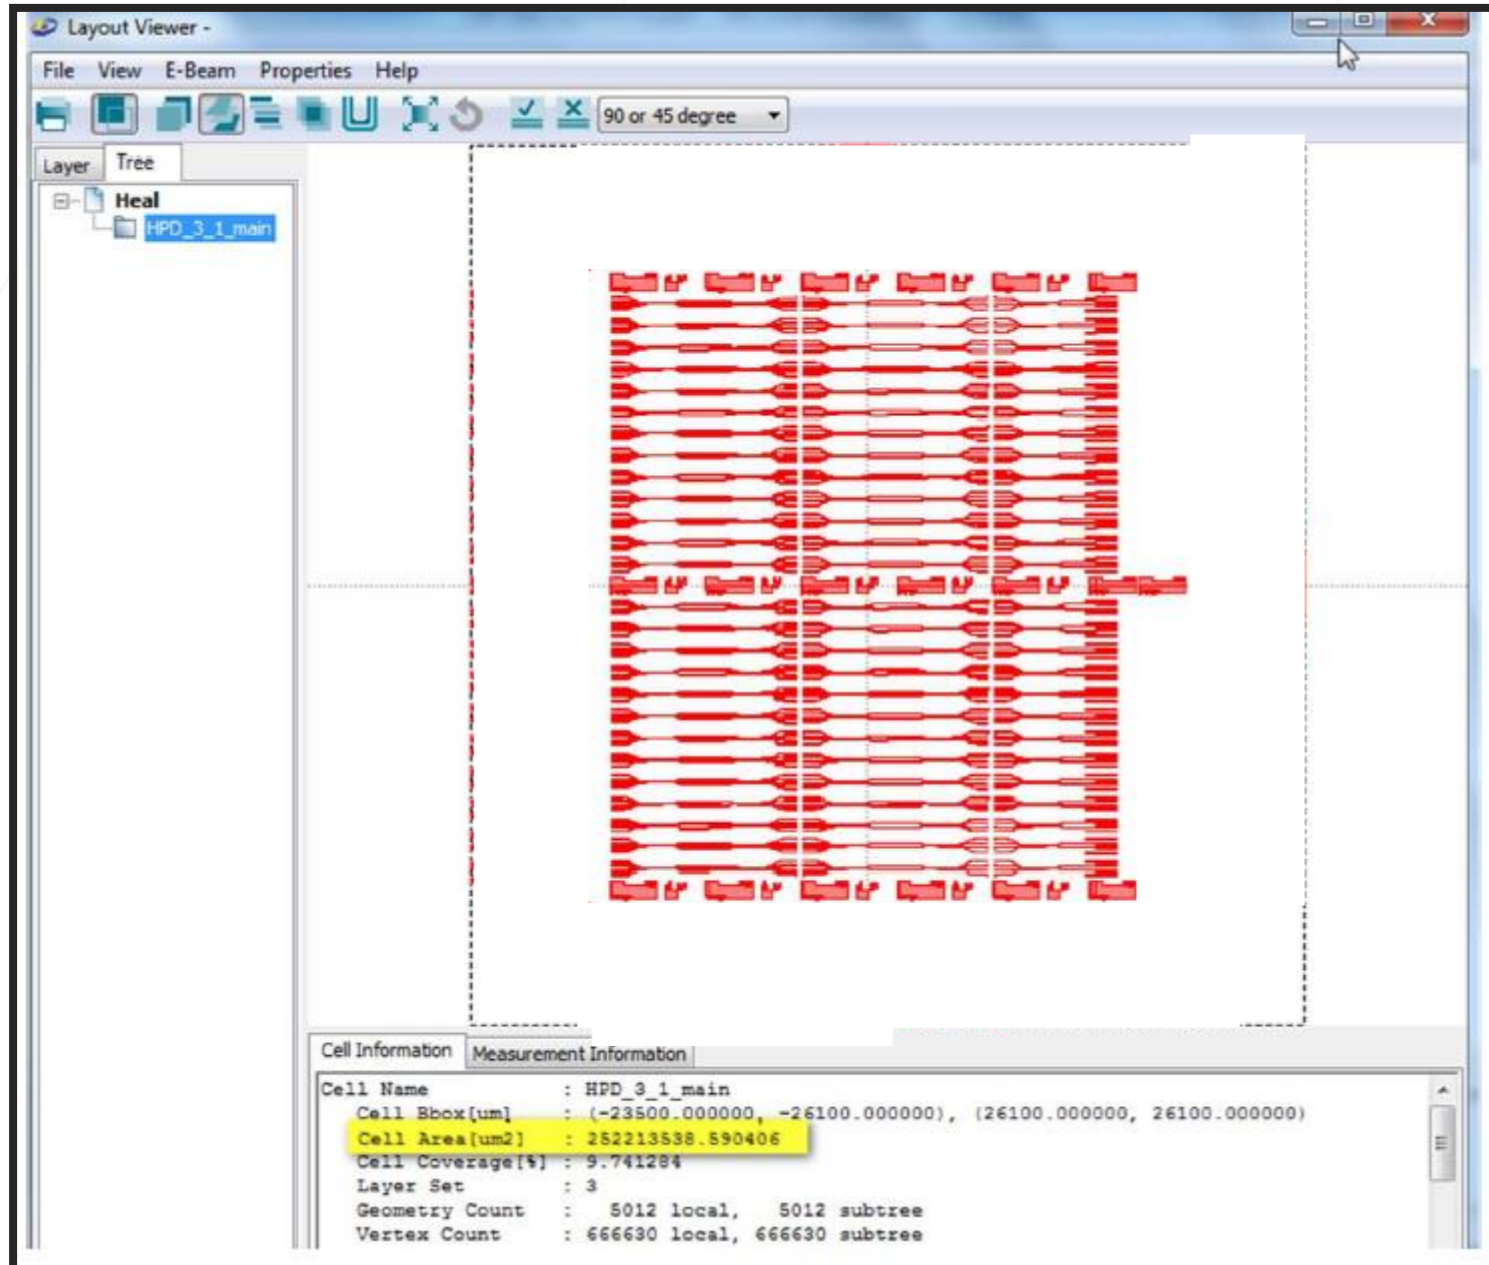 Layout Viewer -
File View E-Beam Properties Help
90 or 45 degree
Layer Tree
Heal
HPD_3_1_main
Cell Information Measurement Information
Cell Name : HPD_3_1_main
Cell Bbox[um] : (-23500.000000, -26100.000000), (26100.000000, 26100.000000)
Cell Area[um2] : 252213538.590406
Cell Coverage[%] : 9.741284
Layer Set : 3
Geometry Count : 5012 local, 5012 subtree
Vertex Count : 666630 local, 666630 subtree